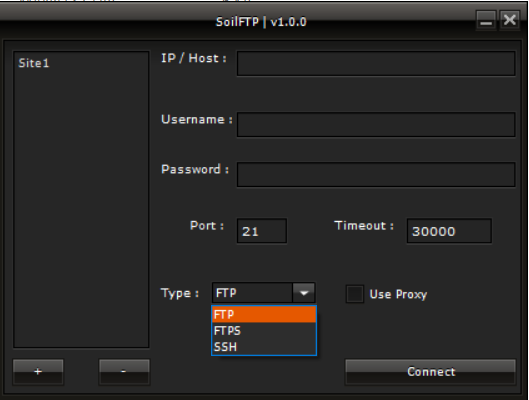 SoilFTP | v1.0.0
Site1
IP / Host :
Username :
Password :
Port : 21
Timeout : 30000
Type : FTP
Use Proxy
FTP
FTPS
SSH
+
-
Connect